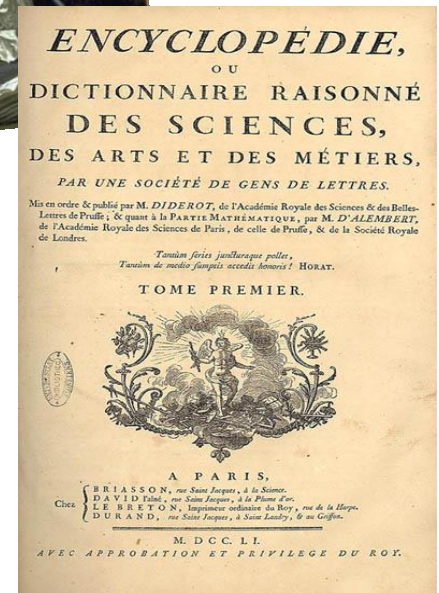 ENCYCLOPÉDIE,
OU
DICTIONNAIRE RAISONNÉ
DES SCIENCES,
DES ARTS ET DES MÉTIERS,
PAR UNE SOCIÉTÉ DE GENS DE LETTRES.
Mis en ordre & publié par M. DIDEROT, de l'Académie Royale des Sciences & des Belles-
Lettres de Prusse ; & quant à la PARTIE MATHÉMATIQUE, par M. D'ALEMBERT,
de l'Académie Royale des Sciences de Paris, de celle de Prusse, & de la Société Royale
de Londres.
Tantùm series juncturaque pollet,
Tantùm de medio sumptis accedit honoris ! HORAT.
TOME PREMIER.
A PARIS,
Chez
BRIASSON, rue Saint Jacques, à la Science.
DAVID l'aîné, rue Saint Jacques, à la Plume d'or.
LE BRETON, Imprimeur ordinaire du Roy, rue de la Harpe.
DURAND, rue Saint Jacques, à Saint Landry, & au Griffon.
M. DCC. LI.
AVEC APPROBATION ET PRIVILEGE DU ROY.